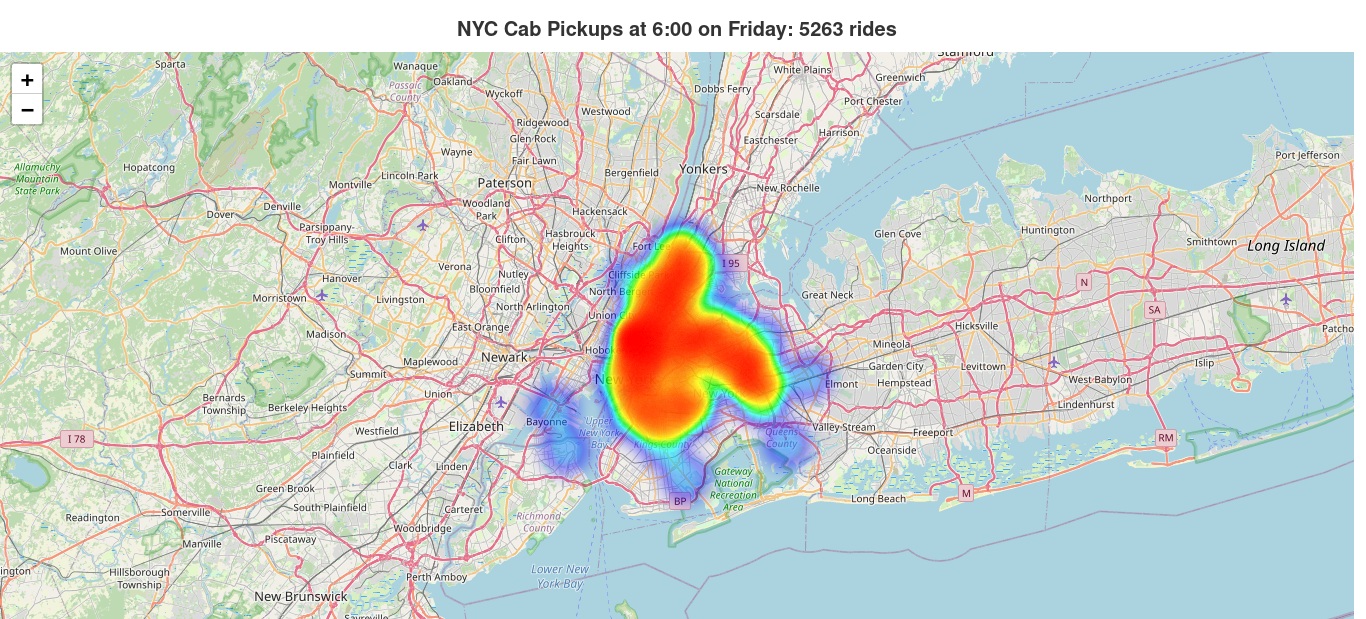 NYC Cab Pickups at 6:00 on Friday: 5263 rides
+
−
Stamford
Sparta
Wanaque
White Plains
Greenwich
Oakland
Passaic
County
Wyckoff
Dobbs Ferry
Port Chester
Westwood
Scarsdale
Ridgewood
Harrison
Glen Rock
Eastchester
Wayne
Fair Lawn
Port Jefferson
Allamuchy
Mountain
State Park
Hopatcong
Lincoln Park
Bergenfield
Yonkers
Montville
Paterson
New Rochelle
Northport
Woodland
Park
Denville
Dover
Hackensack
Parsippany-
Troy Hills
Clifton
Hasbrouck
Heights
Glen Cove
Huntington
Smithtown
Long Island
Mount Olive
Fort Lee
Verona
Nutley
Cliffside
I 95
Hanover
Bloomfield
North
N
Morristown
Livingston
North Arlington
Great Neck
Union
SA
Madison
East Orange
Hicksville
Patcho
Newark
Mineola
Maplewood
Garden City
Levittown
Islip
Summit
Elmont
Hempstead
West Babylon
Bernards
Township
Berkeley Heights
Union
Lindenhurst
Bayonne
Upper
New York
Bay
Elizabeth
Valley Stream
Freeport
I 78
Westfield
Queens
County
RM
Plainfield
Oceanside
Clark
Linden
Gateway
National
Recreation
Area
Green Brook
BP
Long Beach
M
South Plainfield
Carteret
Somerville
Readington
Richmond
County
Woodbridge
Manville
Piscataway
ington
Hillsborough
Township
Perth Amboy
Lower New
York Bay
New Brunswick
Sayreville